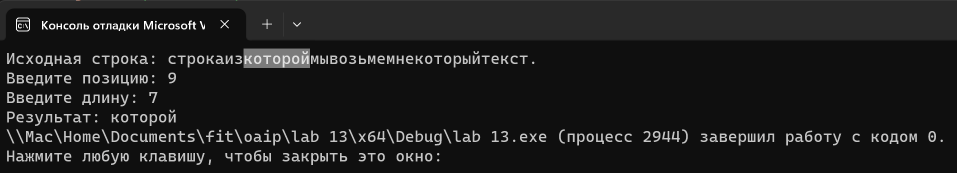 Консоль отладки Microsoft V
Исходная строка: строкаизкотороймывозьмемнекоторыйтекст.
Введите позицию: 9
Введите длину: 7
Результат: которой
\\Mac\Home\Documents\fit\oaip\lab 13\x64\Debug\lab 13.exe (процесс 2944) завершил работу с кодом 0.
Нажмите любую клавишу, чтобы закрыть это окно: